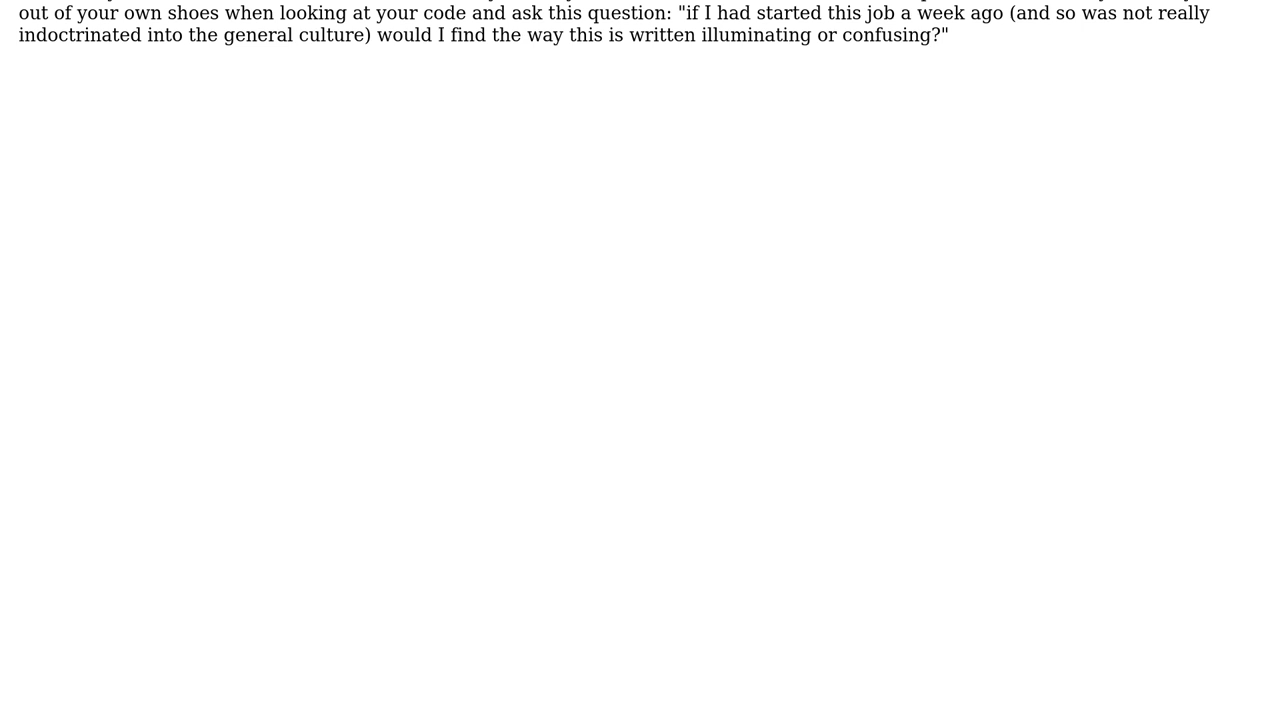 out of your own shoes when looking at your code and ask this question: "if I had started this job a week ago (and so was not really
indoctrinated into the general culture) would I find the way this is written illuminating or confusing?"